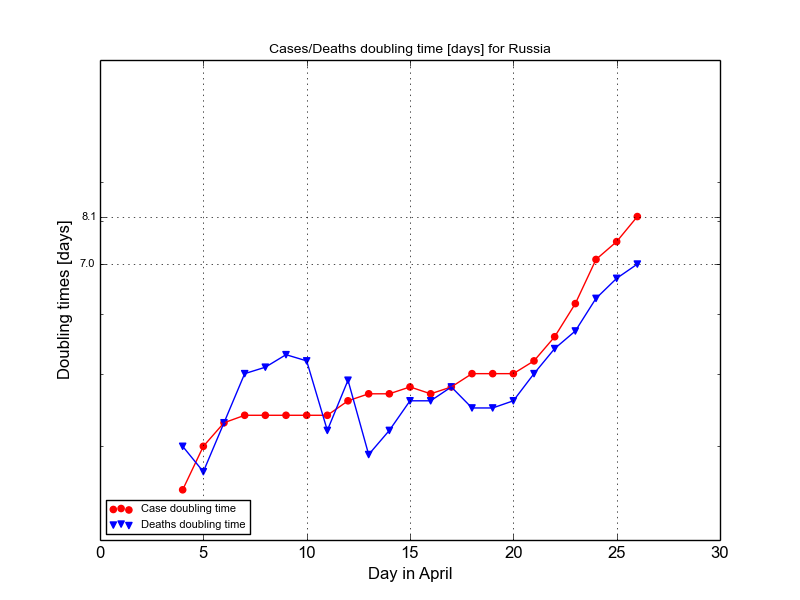 Cases/Deaths doubling time [days] for Russia
Doubling times [days]
8.1
7.0
Case doubling time
Deaths doubling time
0 5 10 15 20 25 30
Day in April